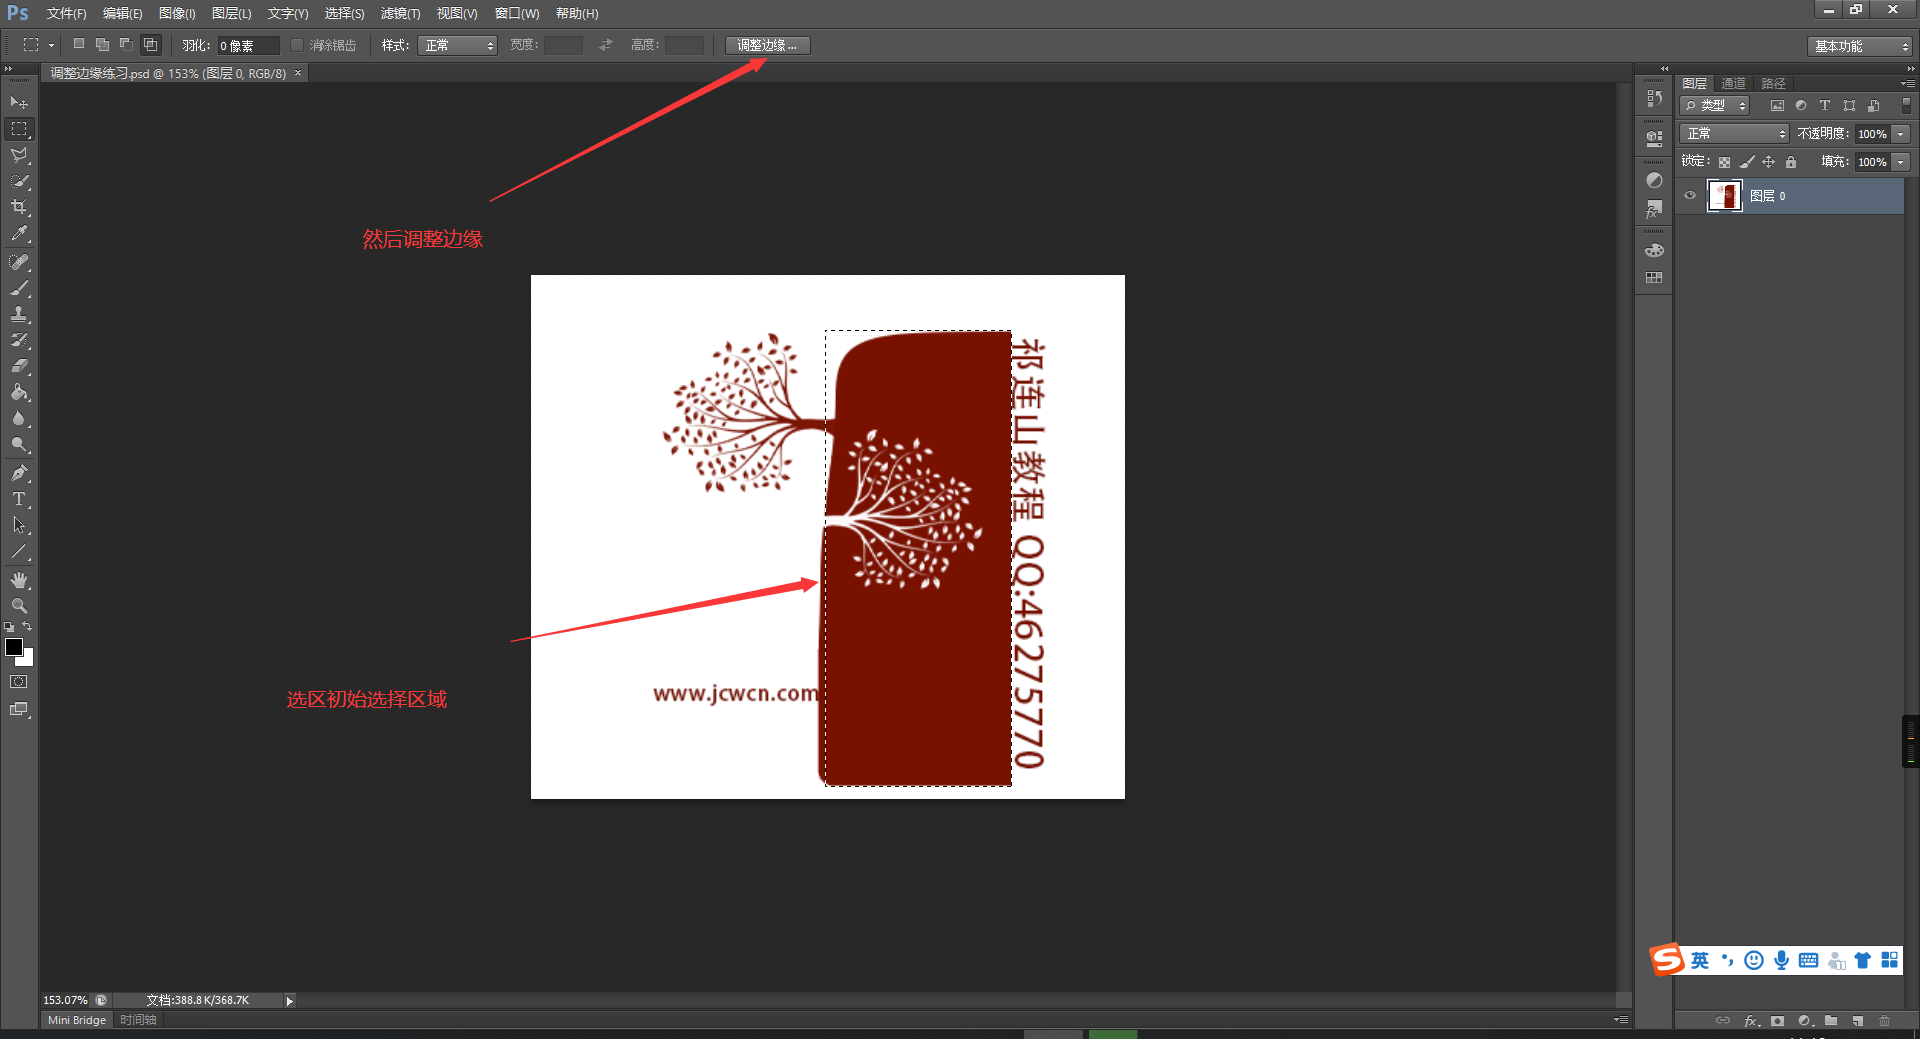 Ps 文件(F) 编辑(E) 图像(I) 图层(L) 文字(Y) 选择(S) 滤镜(T) 视图(V) 窗口(W) 帮助(H)
羽化: 0 像素 消除锯齿 样式: 正常 宽度: 高度: 调整边缘... 基本功能
调整边缘练习.psd @ 153% (图层 0, RGB/8) ×
图层 通道 路径
类型
正常 不透明度: 100%
锁定: 填充: 100%
图层 0
然后调整边缘
祁连山教程 QQ:46275770
选区初始选择区域
www.jcwcn.com
英
153.07% 文档:388.8K/368.7K
Mini Bridge 时间轴